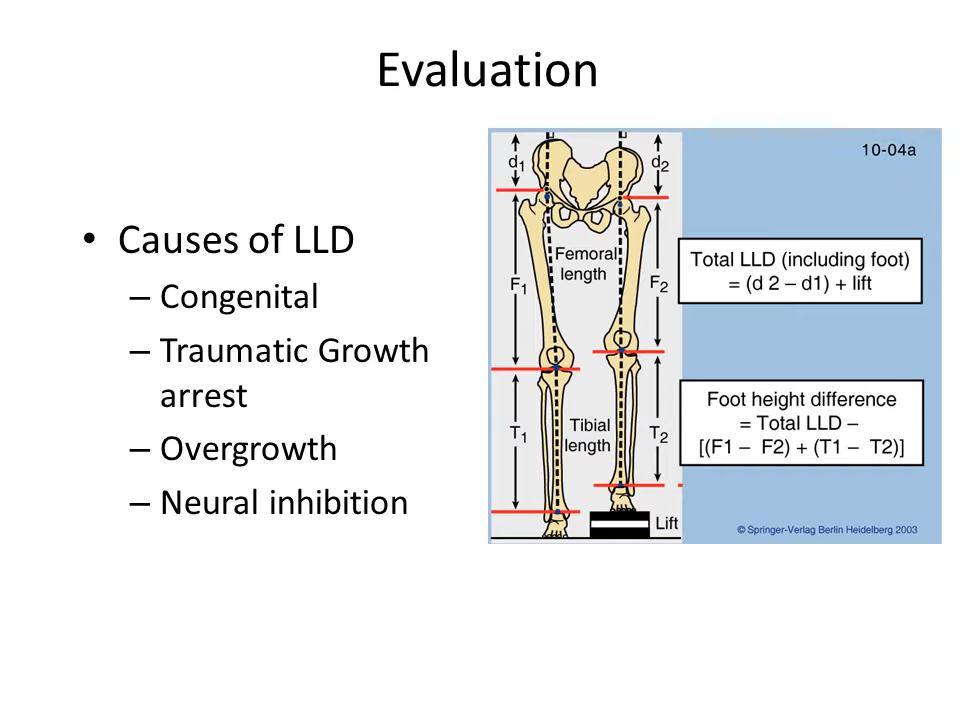 Evaluation
• Causes of LLD
– Congenital
– Traumatic Growth
arrest
– Overgrowth
– Neural inhibition
10-04a
d1
d2
Femoral
length
F1
F2
Total LLD (including foot)
= (d 2 – d1) + lift
Foot height difference
= Total LLD –
[(F1 – F2) + (T1 – T2)]
Tibial
length
T1
T2
Lift
© Springer-Verlag Berlin Heidelberg 2003